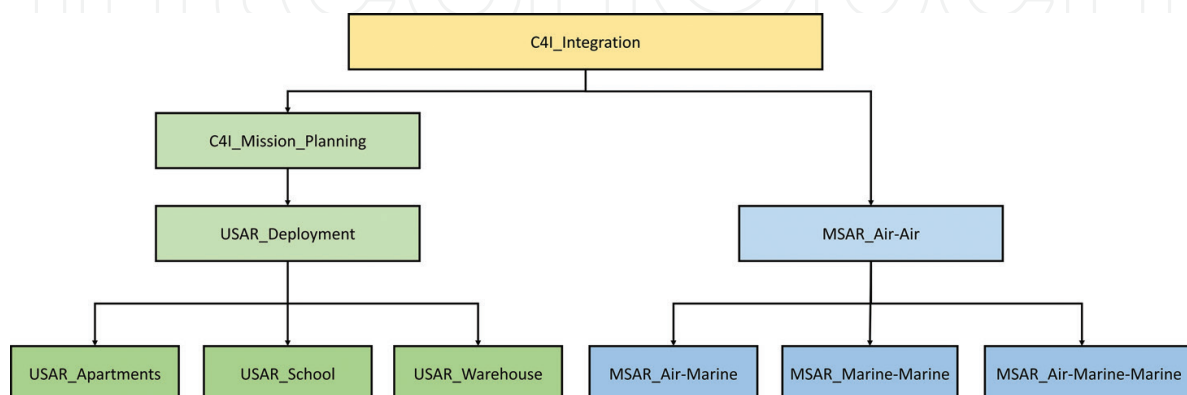 C4I_Integration
C4I_Mission_Planning
USAR_Deployment
MSAR_Air-Air
USAR_Apartments
USAR_School
USAR_Warehouse
MSAR_Air-Marine
MSAR_Marine-Marine
MSAR_Air-Marine-Marine